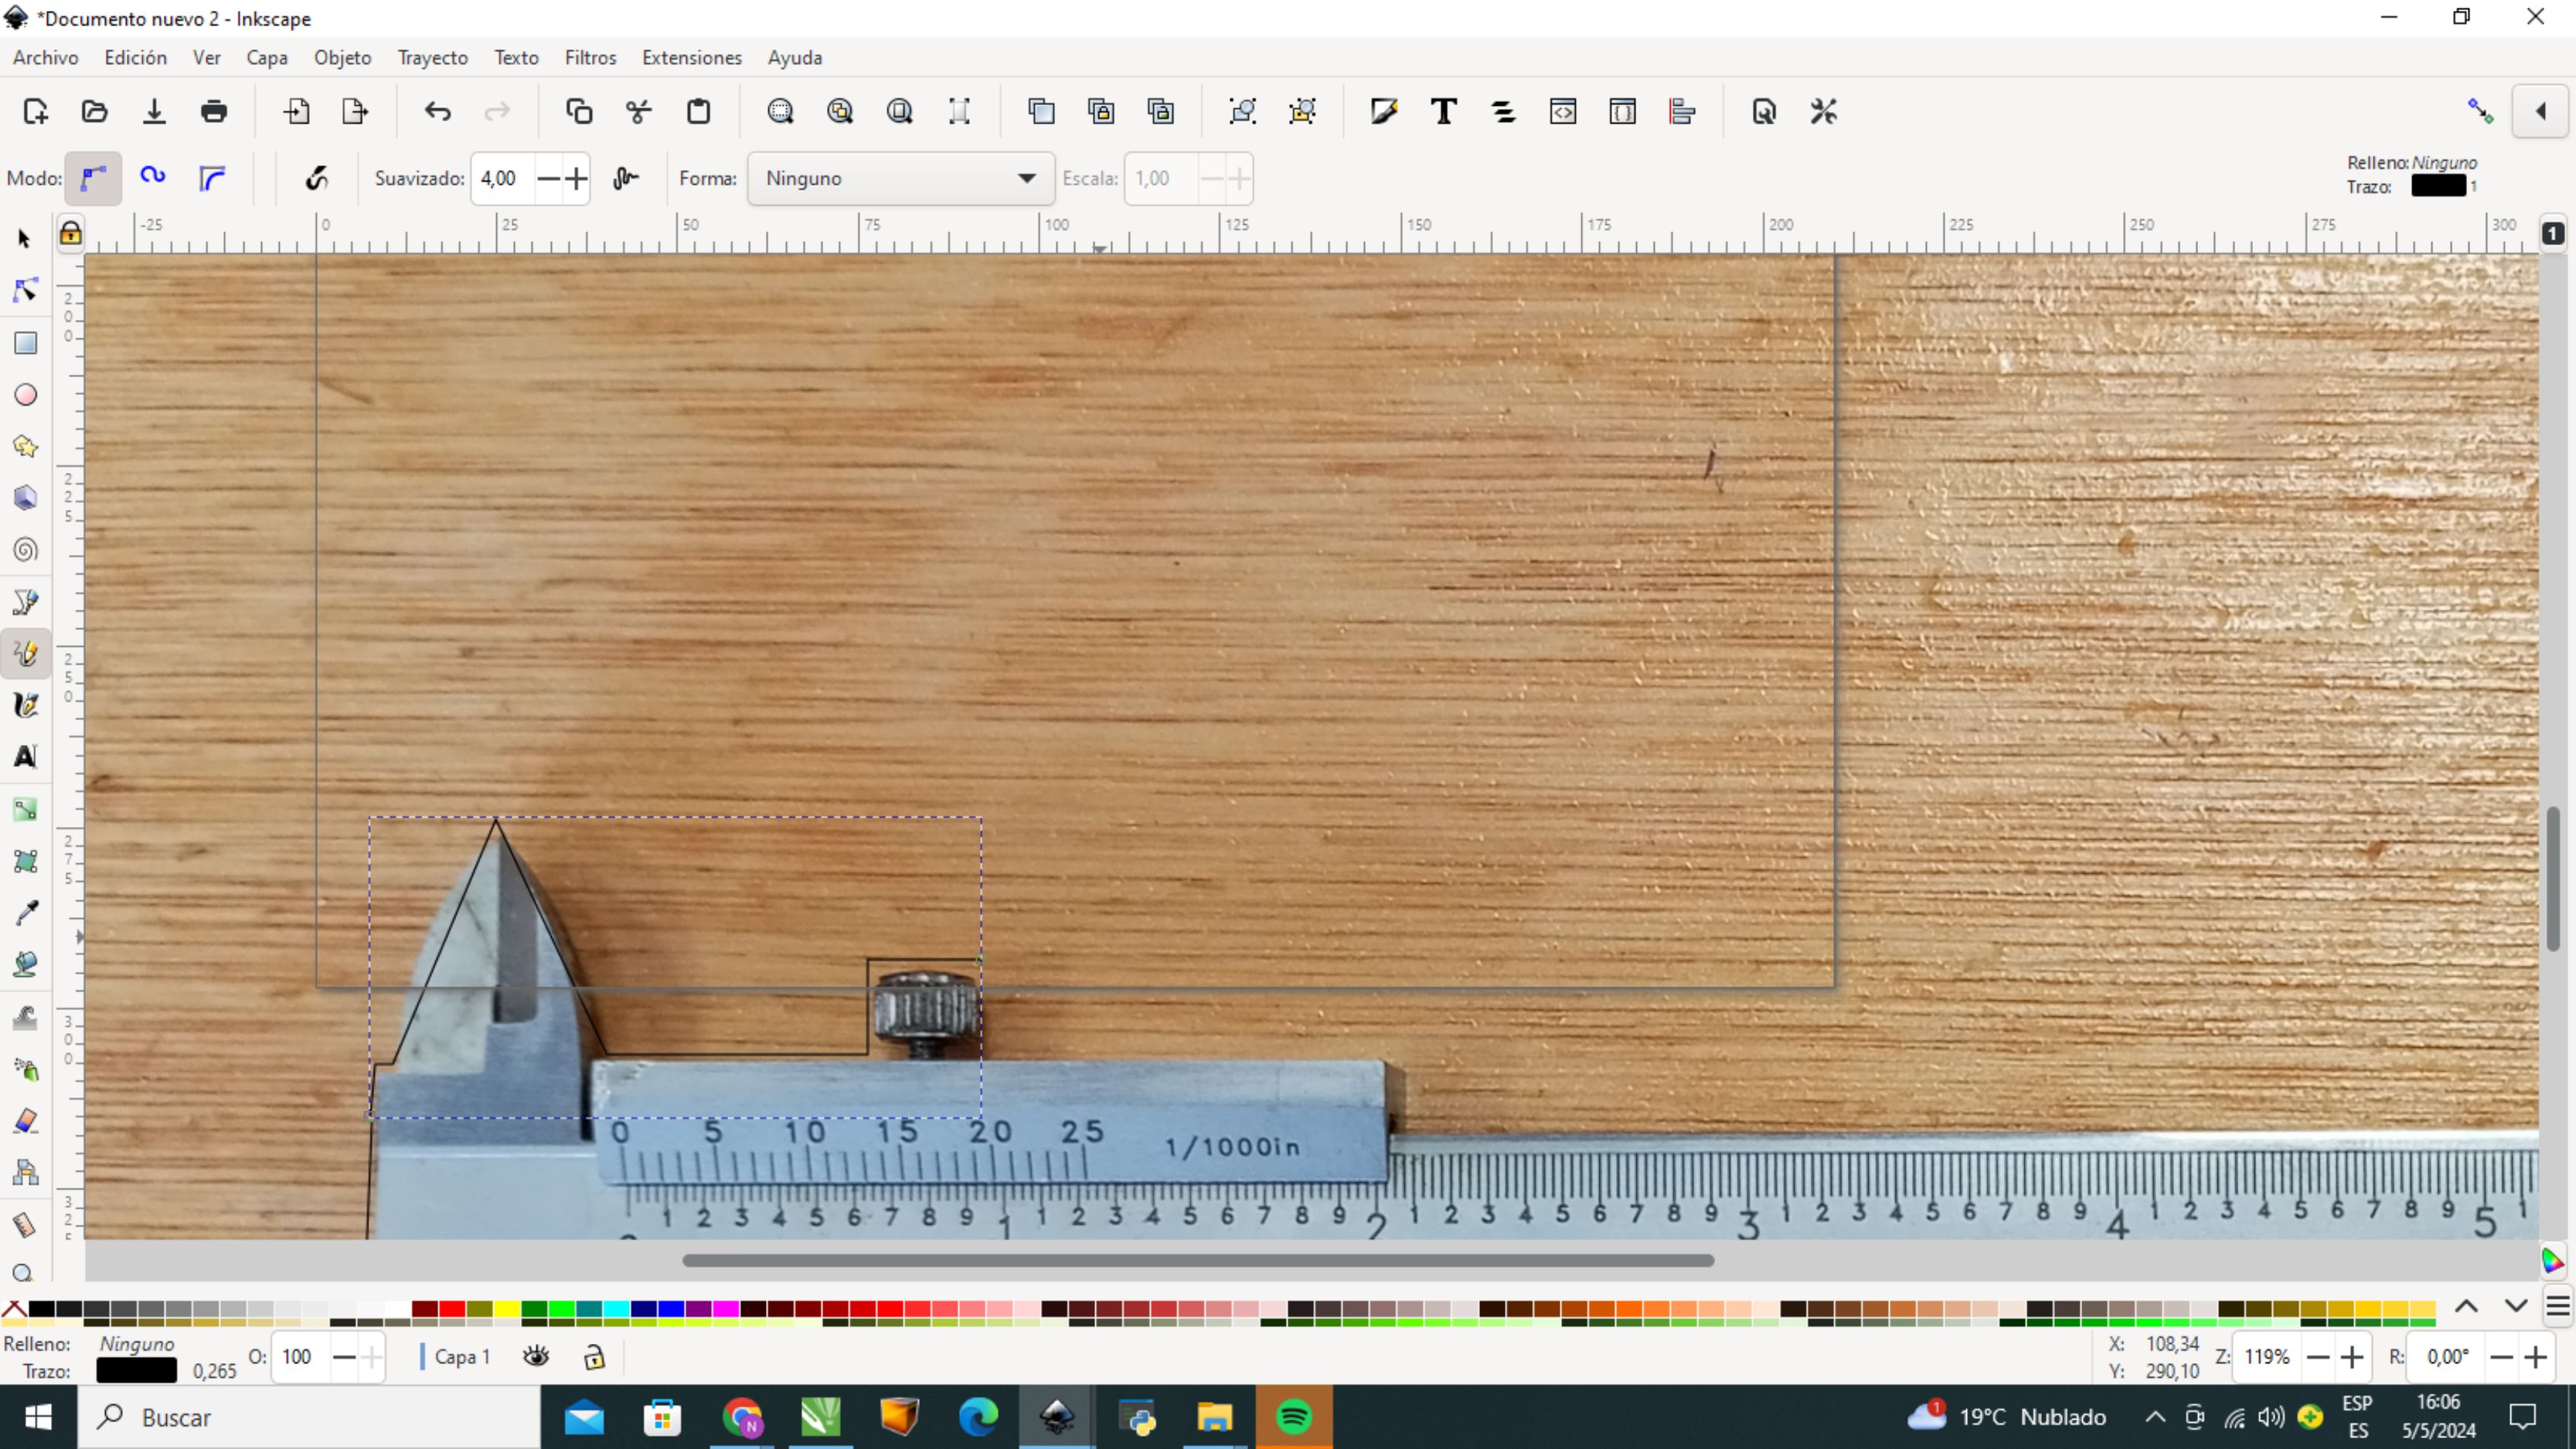 *Documento nuevo 2 - Inkscape
Archivo Edición Ver Capa Objeto Trayecto Texto Filtros Extensiones Ayuda
Modo: Suavizado: 4,00 Forma: Ninguno Escala: 1,00 Relleno: Ninguno
Trazo: 1
-25 0 25 50 75 100 125 150 175 200 225 250 275 300
1
200
225
250
275
300
0 5 10 15 20 25 1/1000in
1 2 3 4 5 6 7 8 9 1 1 2 3 4 5 6 7 8 9 2 1 2 3 4 5 6 7 8 9 3 1 2 3 4 5 6 7 8 9 4 1 2 3 4 5 6 7 8 9 5 1
Relleno: Ninguno O: 100 Capa 1 X: 108,34 Z: 119% R: 0,00°
Trazo: 0,265 Y: 290,10
Buscar N 1 19°C Nublado ESP 16:06
ES 5/5/2024